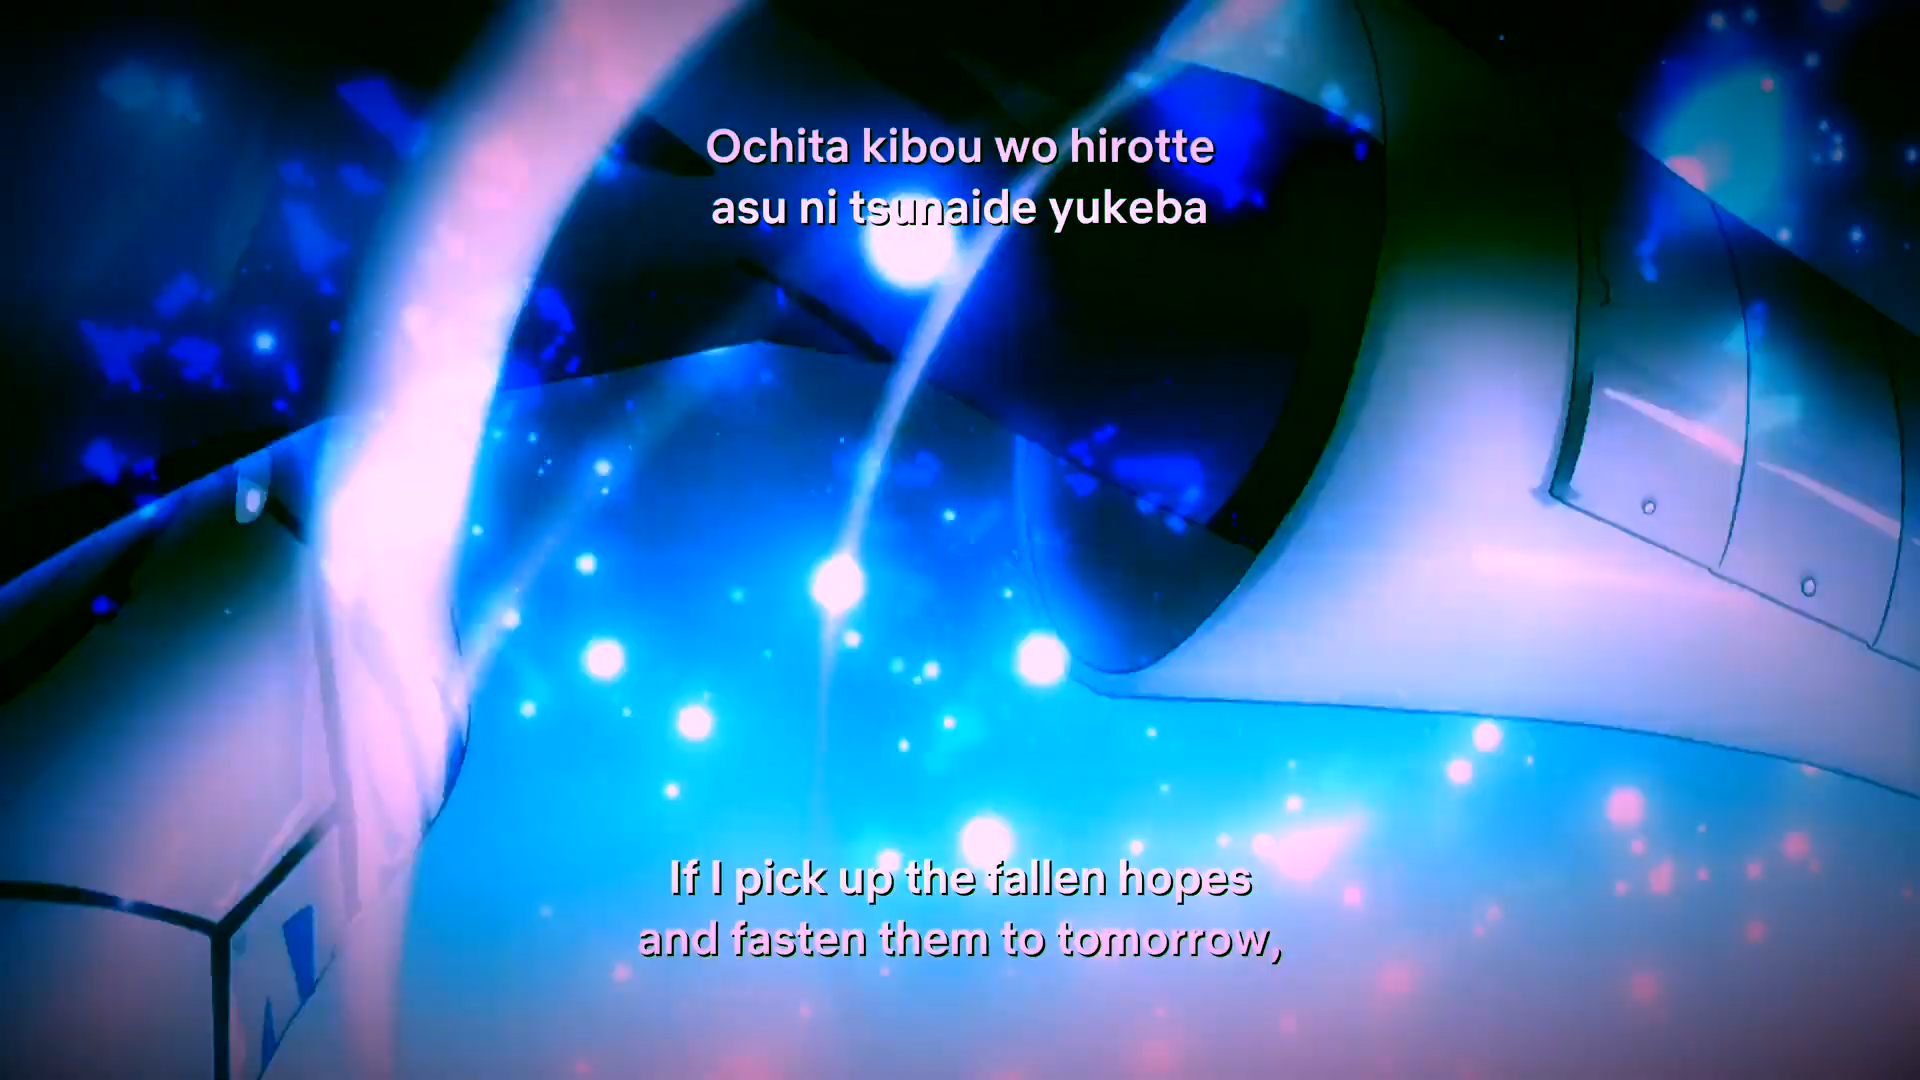 Ochita kibou wo hirotte
asu ni tsunaide yukeba
If I pick up the fallen hopes
and fasten them to tomorrow,